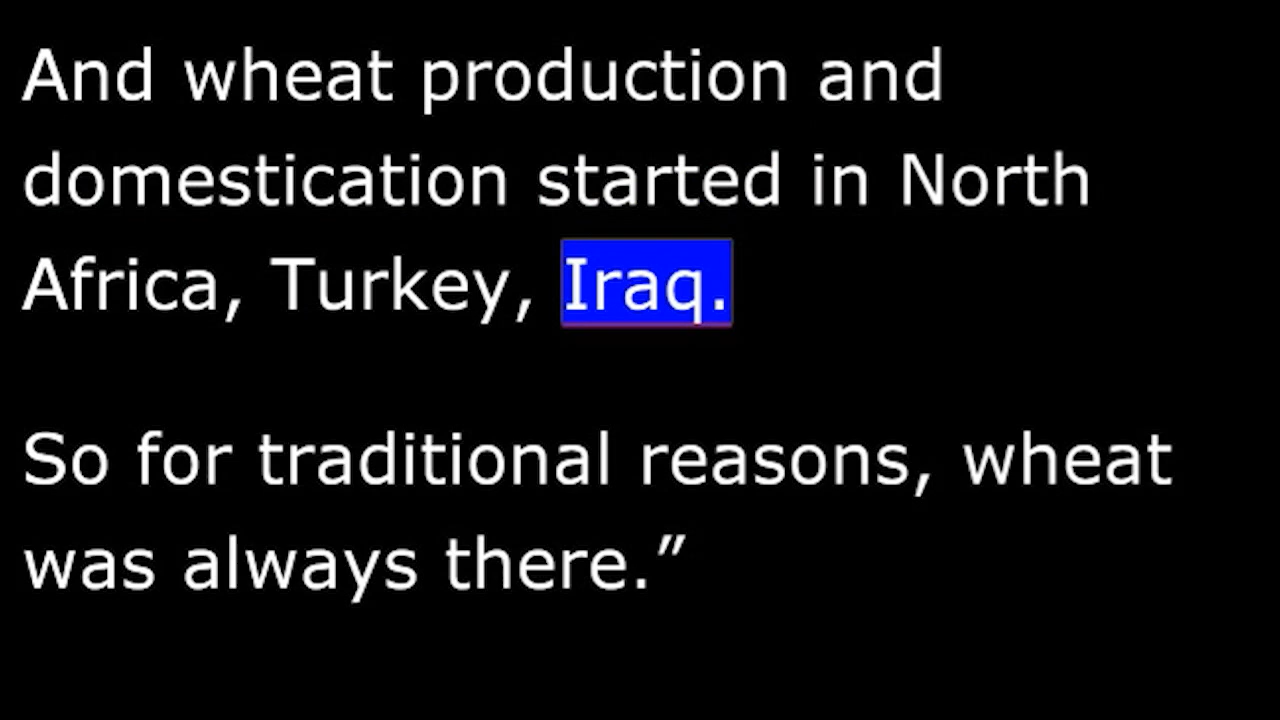 And wheat production and
domestication started in North
Africa, Turkey, Iraq.
So for traditional reasons, wheat
was always there.”